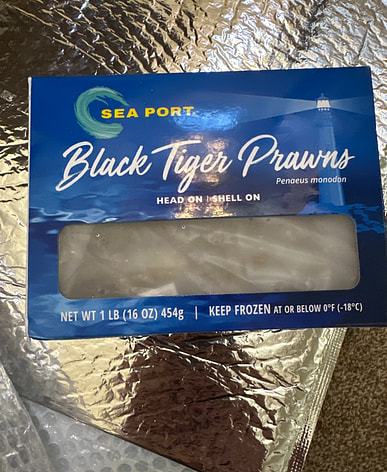 SEA PORT
Black Tiger Prawns
Penaeus monodon
HEAD ON | SHELL ON
NET WT 1 LB (16 OZ) 454g | KEEP FROZEN AT OR BELOW 0°F (-18°C)